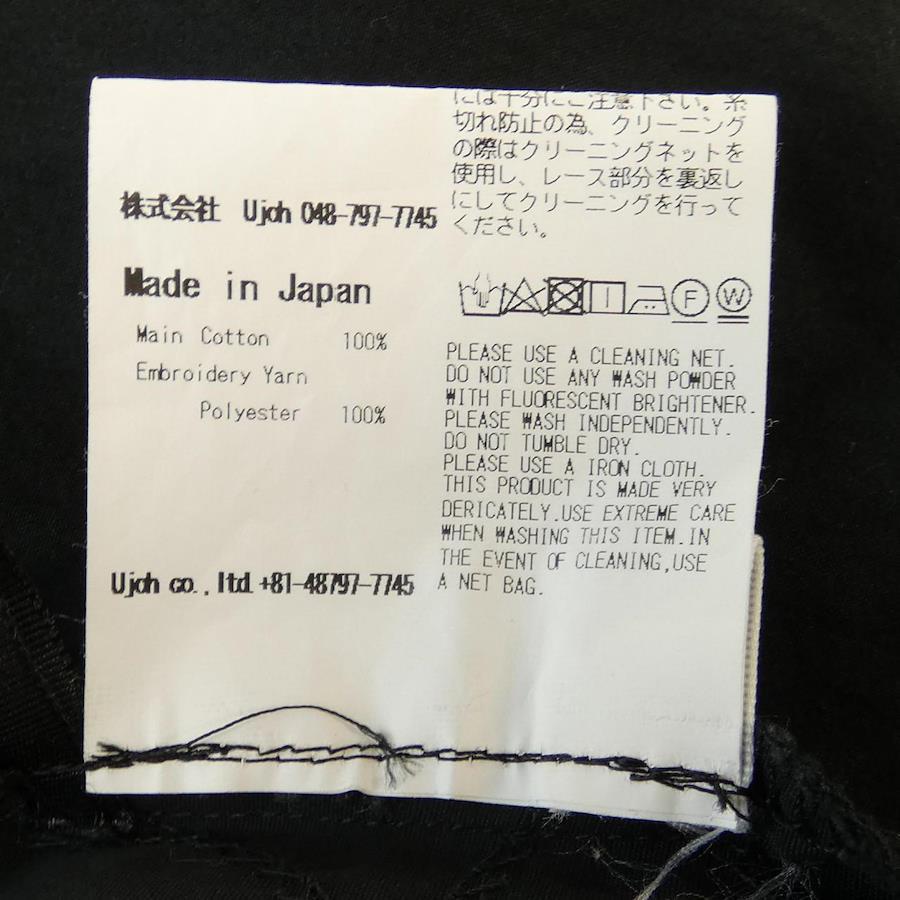 株式会社 Ujoh 048-797-7745
Made in Japan
Main Cotton 100%
Embroidery Yarn
Polyester 100%
Ujoh co.,ltd +81-48797-7745
には十分にご注意下さい。糸
切れ防止の為、クリーニング
の際はクリーニングネットを
使用し、レース部分を裏返し
にしてクリーニングを行って
ください。
F W
PLEASE USE A CLEANING NET.
DO NOT USE ANY WASH POWDER
WITH FLUORESCENT BRIGHTENER.
PLEASE WASH INDEPENDENTLY.
DO NOT TUMBLE DRY.
PLEASE USE A IRON CLOTH.
THIS PRODUCT IS MADE VERY
DERICATELY.USE EXTREME CARE
WHEN WASHING THIS ITEM.IN
THE EVENT OF CLEANING,USE
A NET BAG.